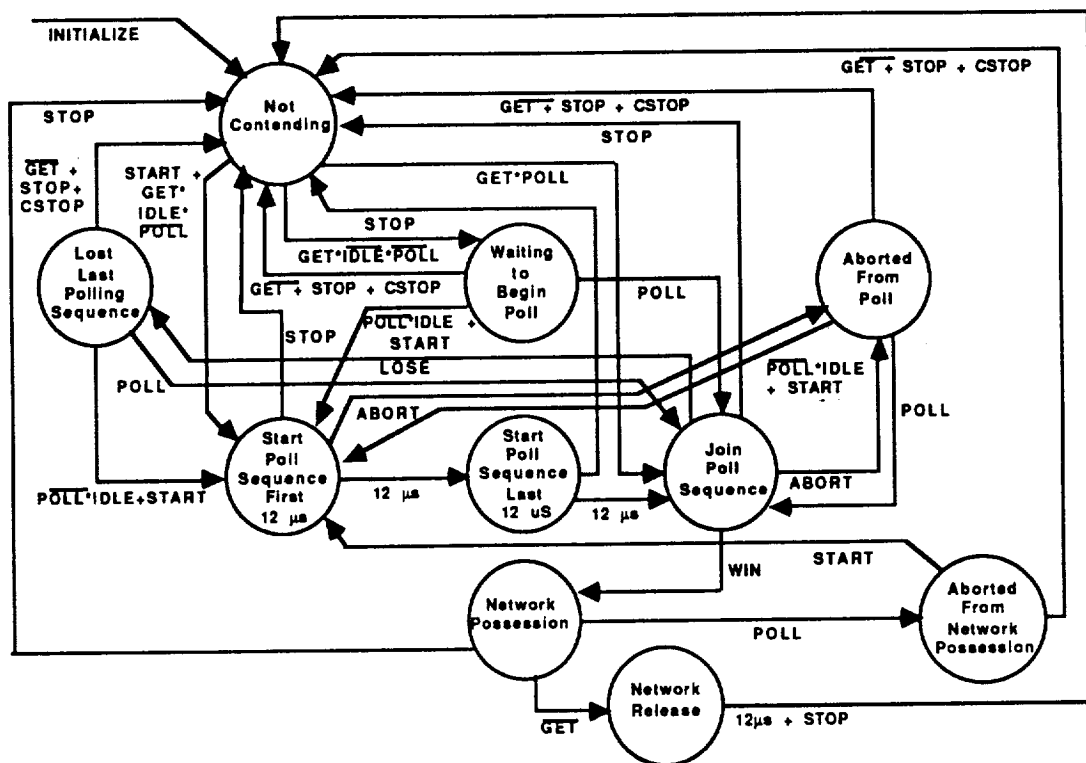 INITIALIZE
GET + STOP + CSTOP
STOP
Not
Contending
GET + STOP + CSTOP
STOP
GET +
STOP+
CSTOP
START +
GET*
IDLE*
POLL
GET*POLL
STOP
GET*IDLE*POLL
GET + STOP + CSTOP
Waiting
to
Begin
Poll
POLL
Aborted
From
Poll
Lost
Last
Polling
Sequence
POLL*IDLE +
START
STOP
LOSE
POLL
ABORT
POLL*IDLE
+ START
POLL
Start
Poll
Sequence
First
12 µs
Start
Poll
Sequence
Last
12 uS
Join
Poll
Sequence
POLL*IDLE+START
12 µs
12 µs
ABORT
START
WIN
Network
Possession
POLL
Aborted
From
Network
Possession
Network
Release
GET
12µs + STOP